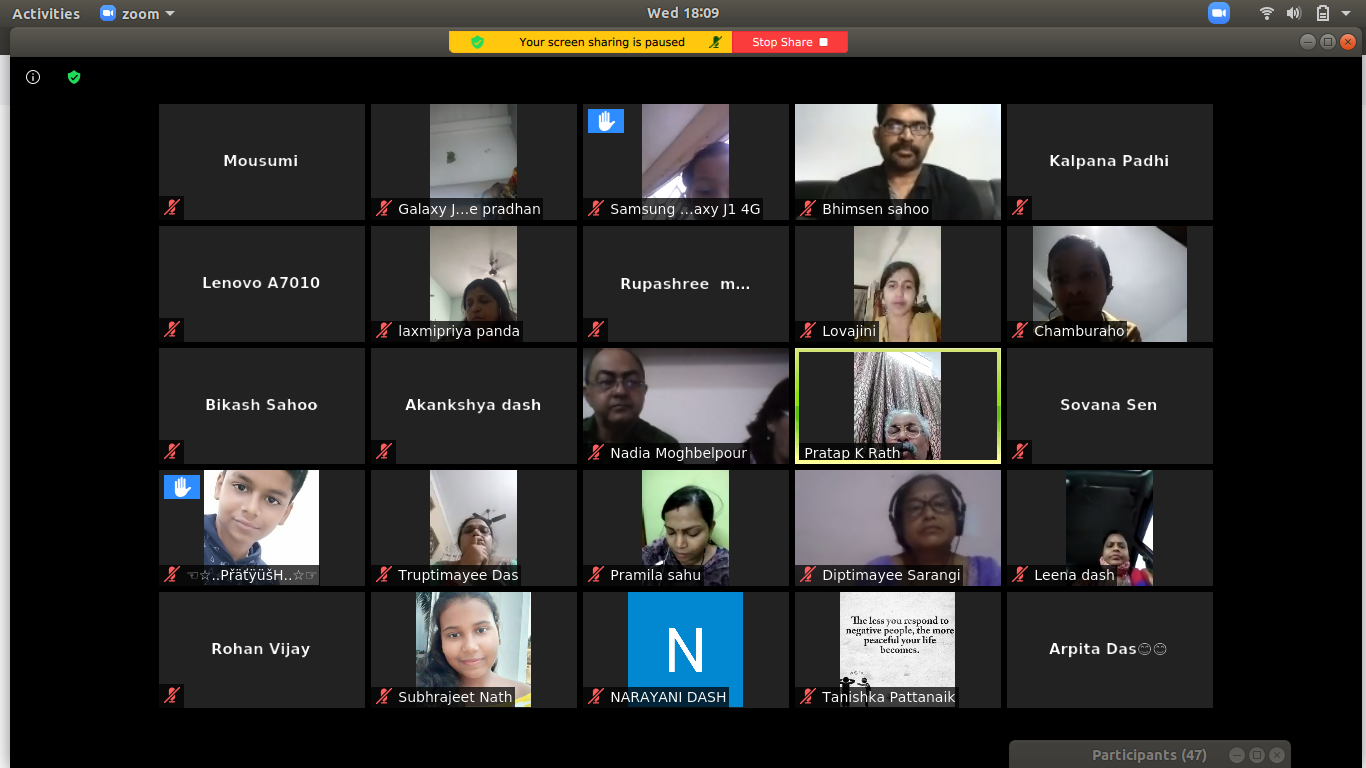 Activities zoom Wed 18:09
Your screen sharing is paused Stop Share
Mousumi
Galaxy J...e pradhan
Samsung ...axy J1 4G
Bhimsen sahoo
Kalpana Padhi
Lenovo A7010
laxmipriya panda
Rupashree m...
Lovajini
Chamburaho
Bikash Sahoo
Akankshya dash
Nadia Moghbelpour
Pratap K Rath
Sovana Sen
☜☆..PřäťÿüšH..☆☞
Truptimayee Das
Pramila sahu
Diptimayee Sarangi
Leena dash
Rohan Vijay
Subhrajeet Nath
N
NARAYANI DASH
The less you respond to
negative people, the more
peaceful your life
becomes.
Tanishka Pattanaik
Arpita Das😊😊
Participants (47)